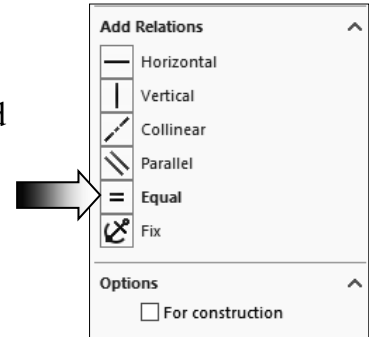 Add Relations
Horizontal
Vertical
Collinear
Parallel
Equal
Fix
Options
For construction